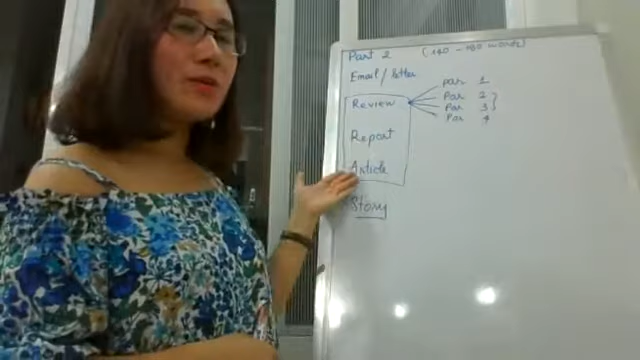 Part 2 (140 - 190 words)
Email / letter
Review
par 1
Par 2
Par 3
Par 4
Report
Article
Story